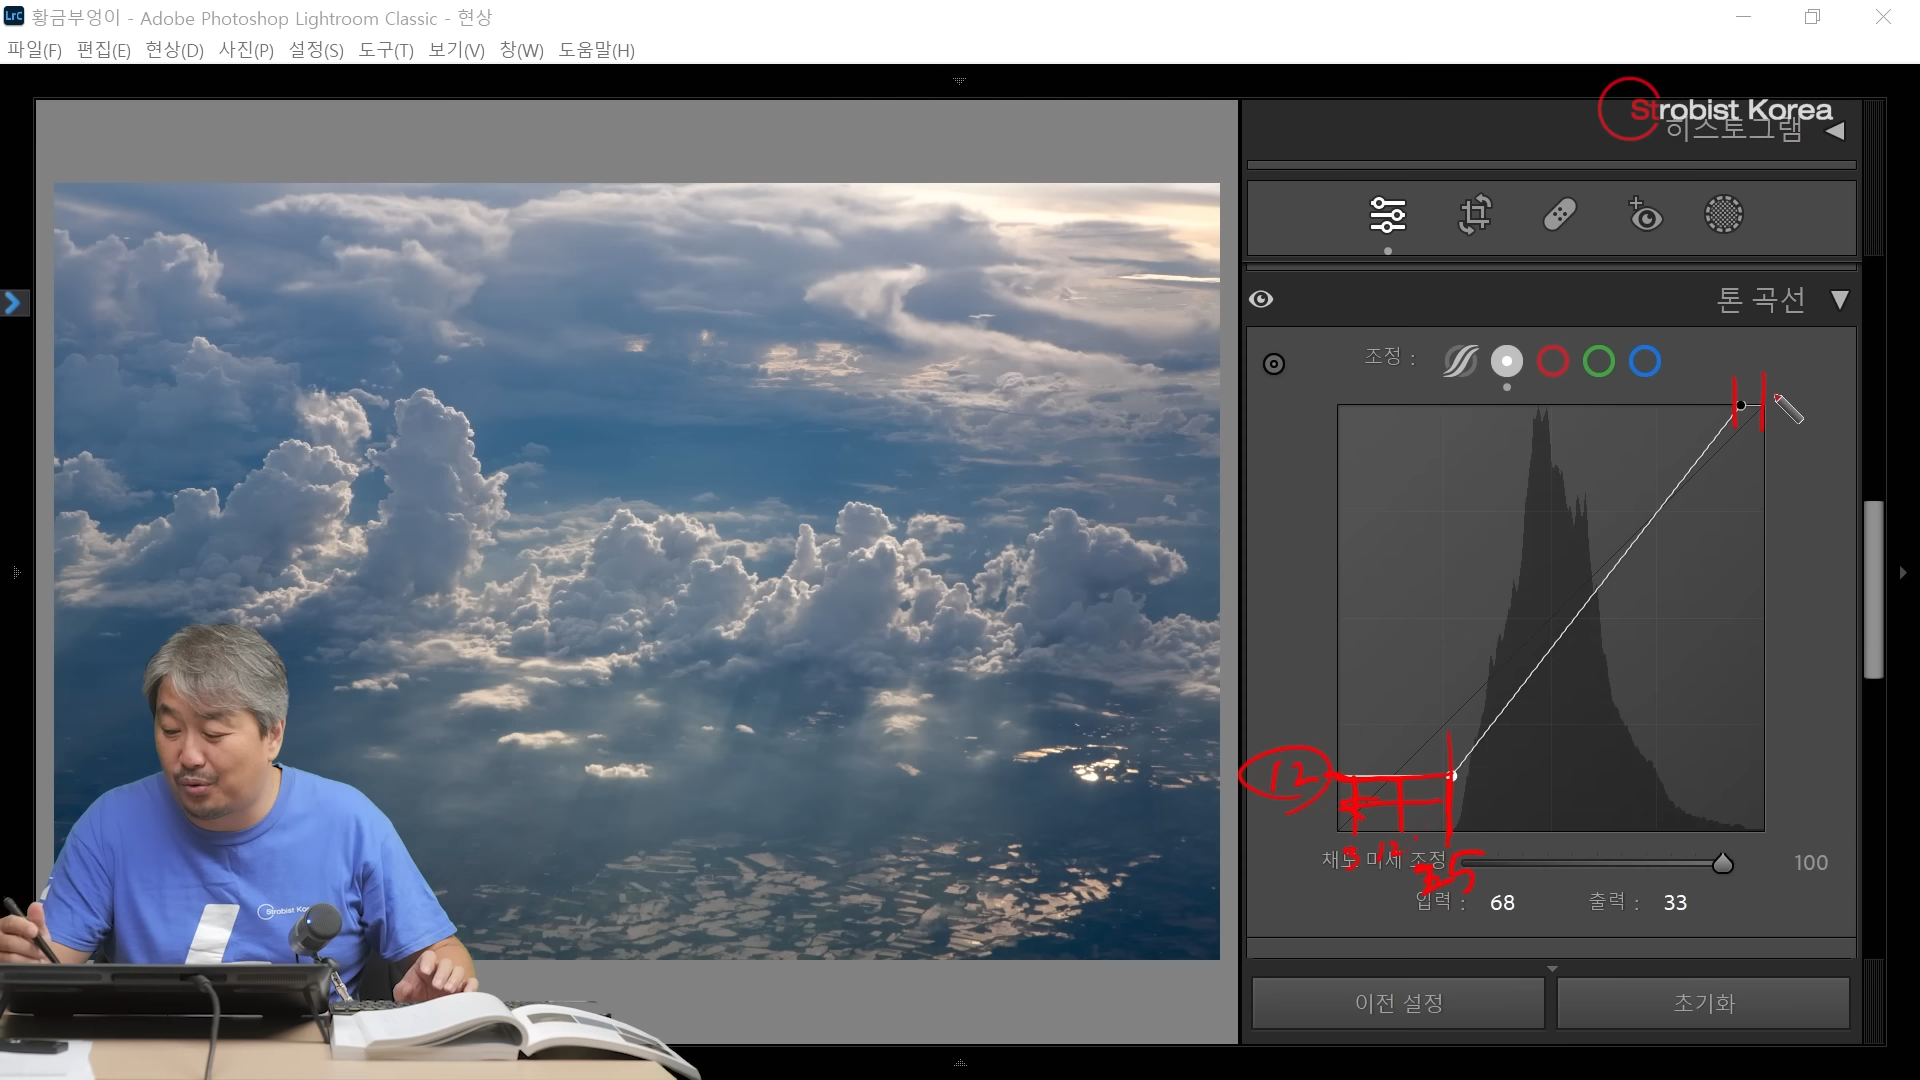 황금부엉이 - Adobe Photoshop Lightroom Classic - 현상
파일(F) 편집(E) 현상(D) 사진(P) 설정(S) 도구(T) 보기(V) 창(W) 도움말(H)
Strobist Korea
히스토그램
톤 곡선
조정 :
12
12
35
채도 미세 조정
100
입력 : 68 출력 : 33
Strobist
이전 설정
초기화